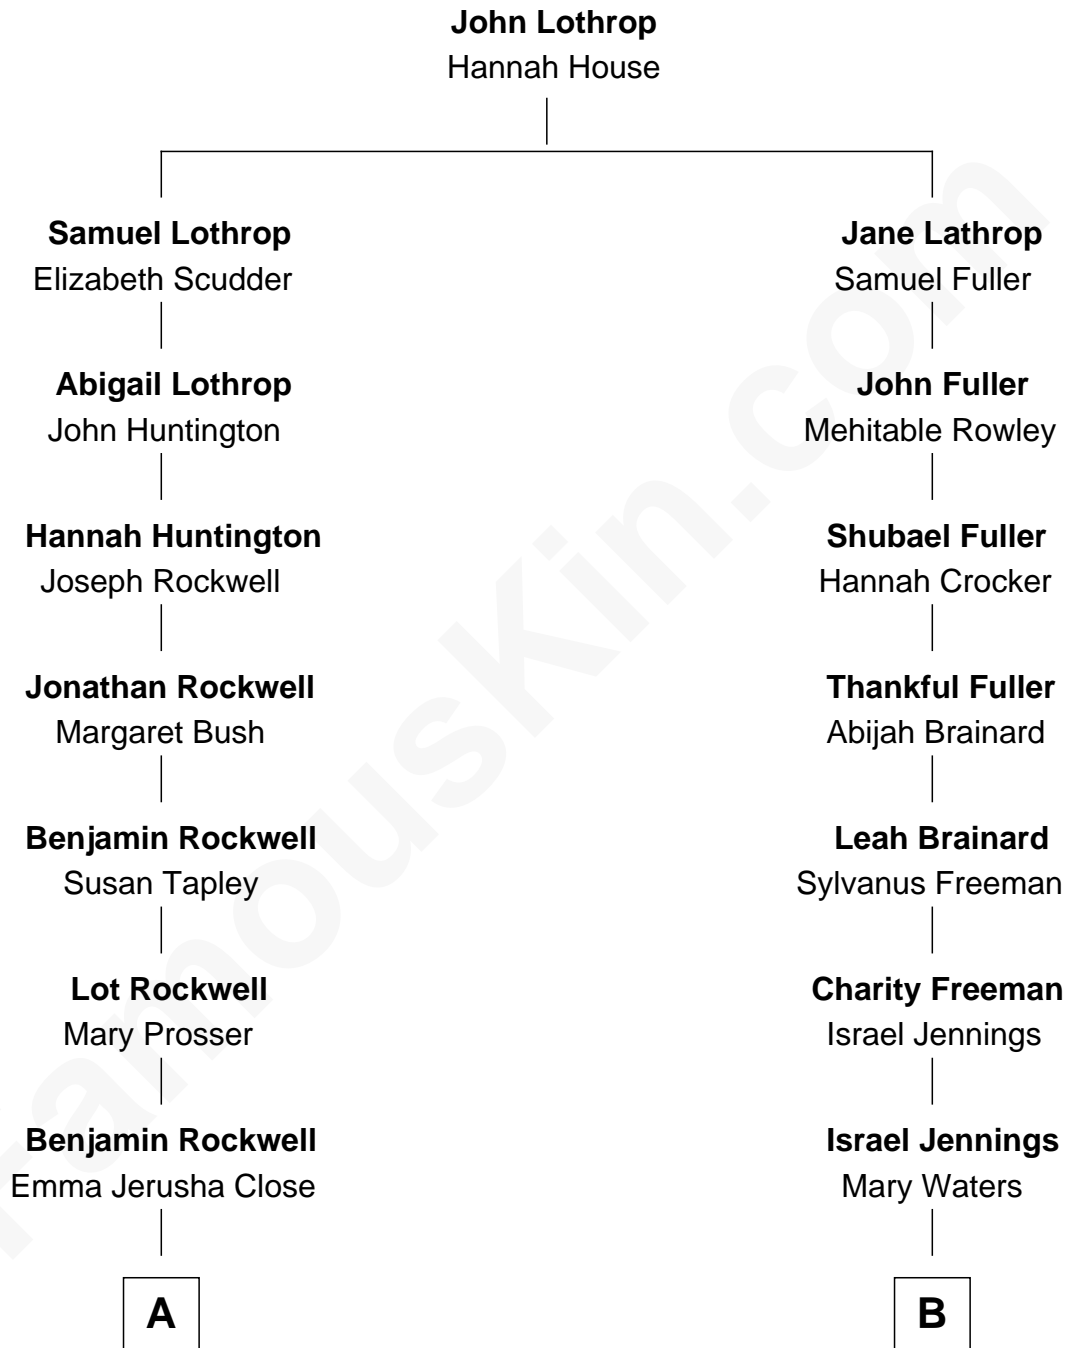 John Lothrop
Hannah House
Samuel Lothrop
Elizabeth Scudder
Jane Lathrop
Samuel Fuller
Abigail Lothrop
John Huntington
John Fuller
Mehitable Rowley
Hannah Huntington
Joseph Rockwell
Shubael Fuller
Hannah Crocker
Jonathan Rockwell
Margaret Bush
Thankful Fuller
Abijah Brainard
Benjamin Rockwell
Susan Tapley
Leah Brainard
Sylvanus Freeman
Lot Rockwell
Mary Prosser
Charity Freeman
Israel Jennings
Benjamin Rockwell
Emma Jerusha Close
Israel Jennings
Mary Waters
A
B
FamousKin.com